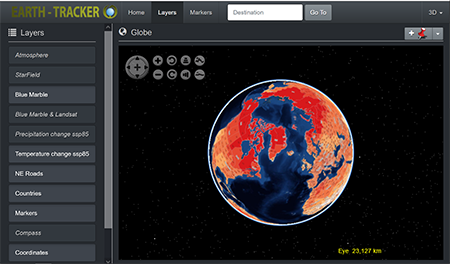 EARTH - TRACKER Home Layers Markers Destination Go To 3D
Layers
Atmosphere
StarField
Blue Marble
Blue Marble & Landsat
Precipitation change ssp85
Temperature change ssp85
NE Roads
Countries
Markers
Compass
Coordinates
Globe
Eye 23,127 km